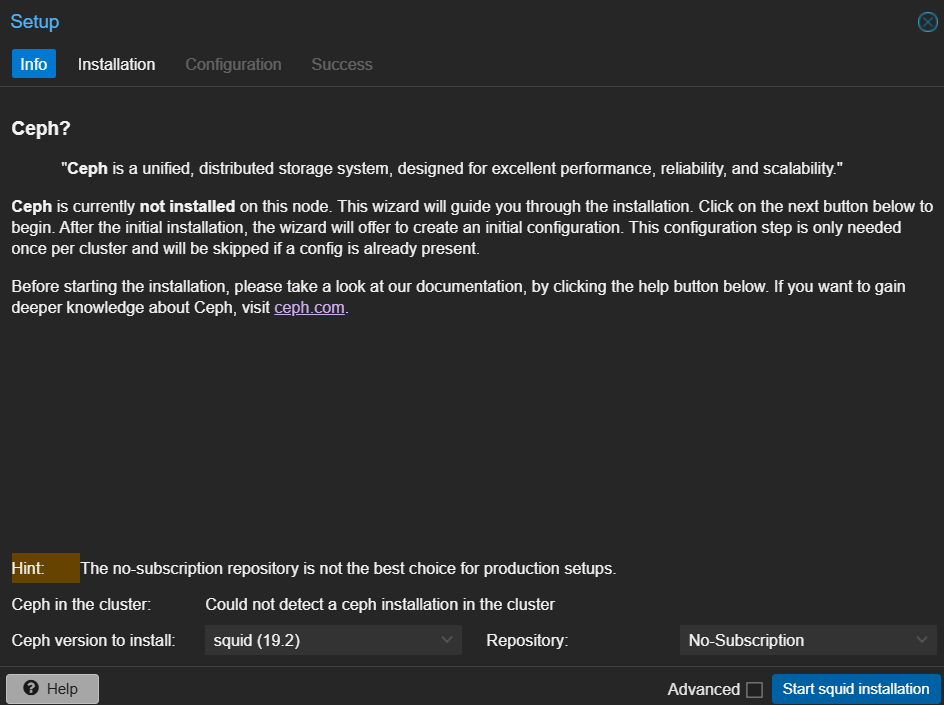 Setup
Info Installation Configuration Success
Ceph?
"Ceph is a unified, distributed storage system, designed for excellent performance, reliability, and scalability."
Ceph is currently not installed on this node. This wizard will guide you through the installation. Click on the next button below to
begin. After the initial installation, the wizard will offer to create an initial configuration. This configuration step is only needed
once per cluster and will be skipped if a config is already present.
Before starting the installation, please take a look at our documentation, by clicking the help button below. If you want to gain
deeper knowledge about Ceph, visit ceph.com.
Hint: The no-subscription repository is not the best choice for production setups.
Ceph in the cluster: Could not detect a ceph installation in the cluster
Ceph version to install: squid (19.2) Repository: No-Subscription
Help Advanced Start squid installation